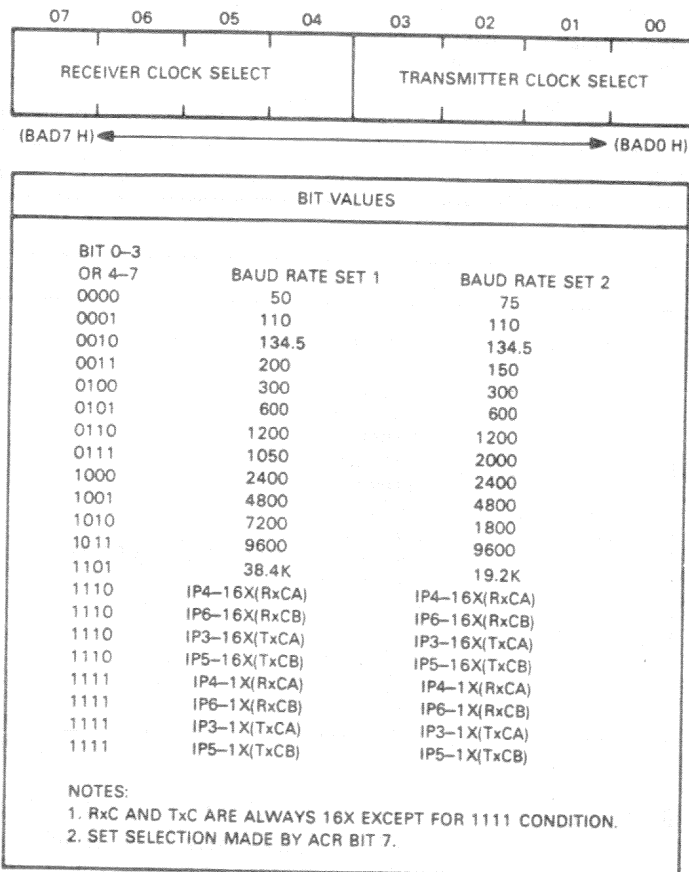 07 06 05 04 03 02 01 00
RECEIVER CLOCK SELECT TRANSMITTER CLOCK SELECT
(BAD7 H) (BAD0 H)
BIT VALUES
BIT 0–3
OR 4–7 BAUD RATE SET 1 BAUD RATE SET 2
0000 50 75
0001 110 110
0010 134.5 134.5
0011 200 150
0100 300 300
0101 600 600
0110 1200 1200
0111 1050 2000
1000 2400 2400
1001 4800 4800
1010 7200 1800
1011 9600 9600
1101 38.4K 19.2K
1110 IP4–16X(RxCA) IP4–16X(RxCA)
1110 IP6–16X(RxCB) IP6–16X(RxCB)
1110 IP3–16X(TxCA) IP3–16X(TxCA)
1110 IP5–16X(TxCB) IP5–16X(TxCB)
1111 IP4–1X(RxCA) IP4–1X(RxCA)
1111 IP6–1X(RxCB) IP6–1X(RxCB)
1111 IP3–1X(TxCA) IP3–1X(TxCA)
1111 IP5–1X(TxCB) IP5–1X(TxCB)
NOTES:
1. RxC AND TxC ARE ALWAYS 16X EXCEPT FOR 1111 CONDITION.
2. SET SELECTION MADE BY ACR BIT 7.